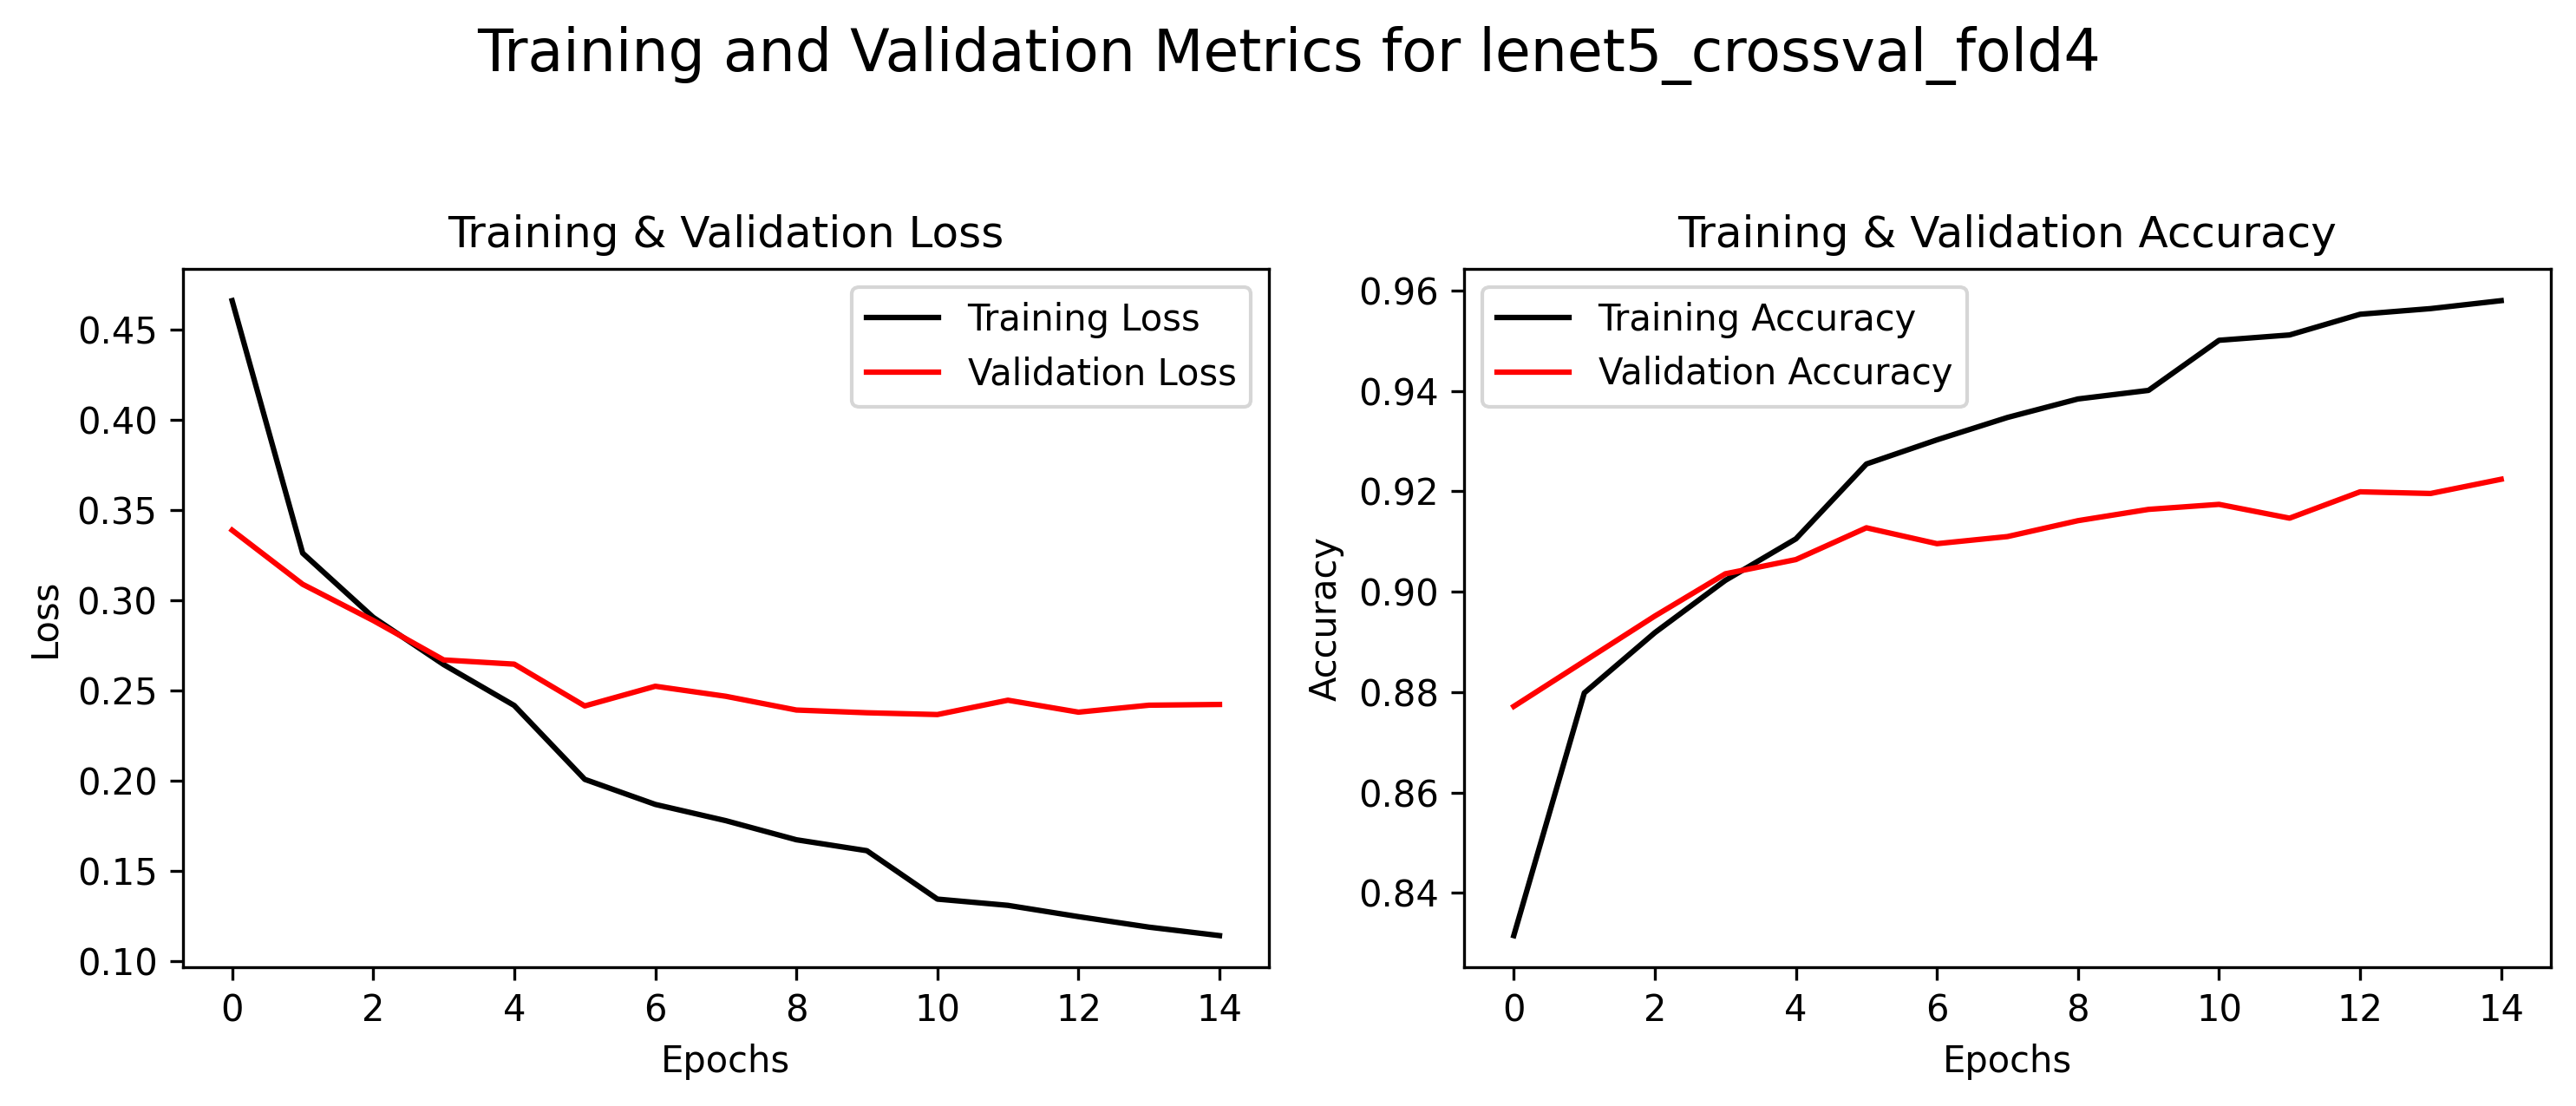 Training and Validation Metrics for lenet5_crossval_fold4
Training & Validation Loss
Training Loss
Validation Loss
Loss
0.45
0.40
0.35
0.30
0.25
0.20
0.15
0.10
0 2 4 6 8 10 12 14
Epochs
Training & Validation Accuracy
Training Accuracy
Validation Accuracy
Accuracy
0.96
0.94
0.92
0.90
0.88
0.86
0.84
0 2 4 6 8 10 12 14
Epochs